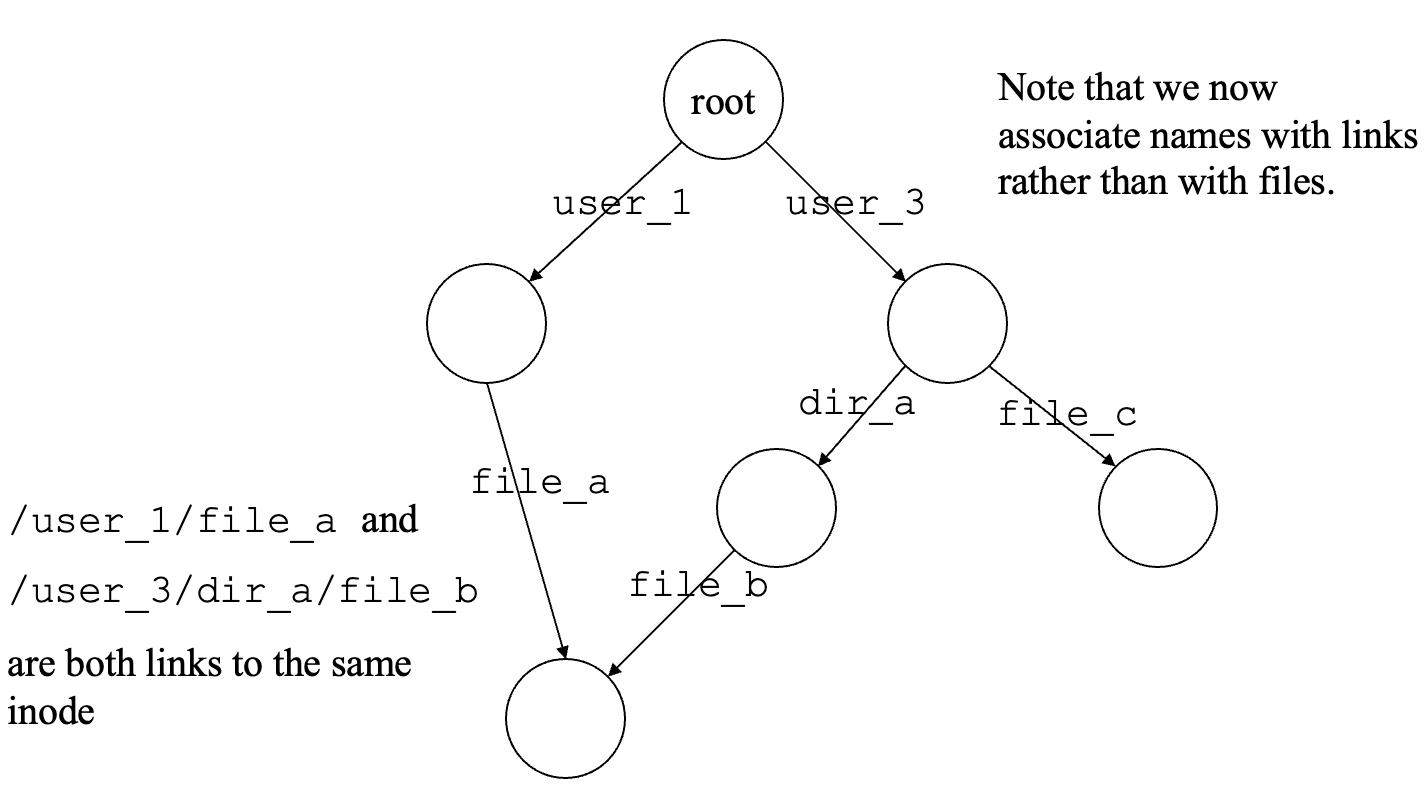 root
Note that we now
associate names with links
rather than with files.
user_1
user_3
dir_a
file_c
file_a
/user_1/file_a and
file_b
/user_3/dir_a/file_b
are both links to the same
inode